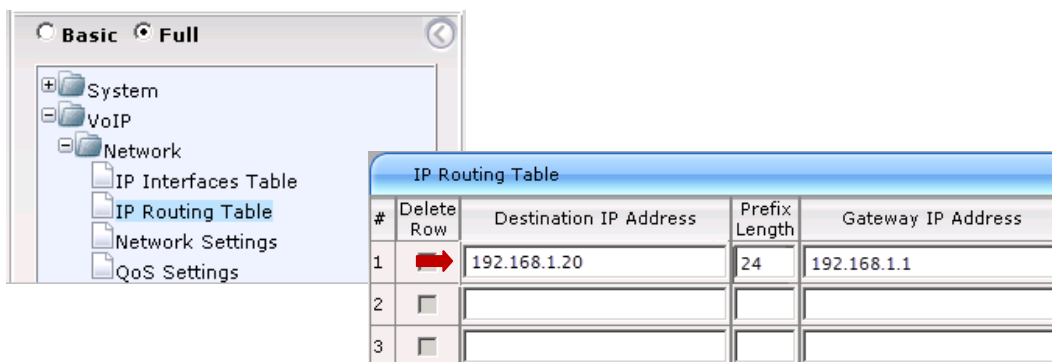 Basic Full
System
VoIP
Network
IP Interfaces Table
IP Routing Table
Network Settings
QoS Settings
IP Routing Table
# Delete Row Destination IP Address Prefix Length Gateway IP Address
1 192.168.1.20 24 192.168.1.1
2
3